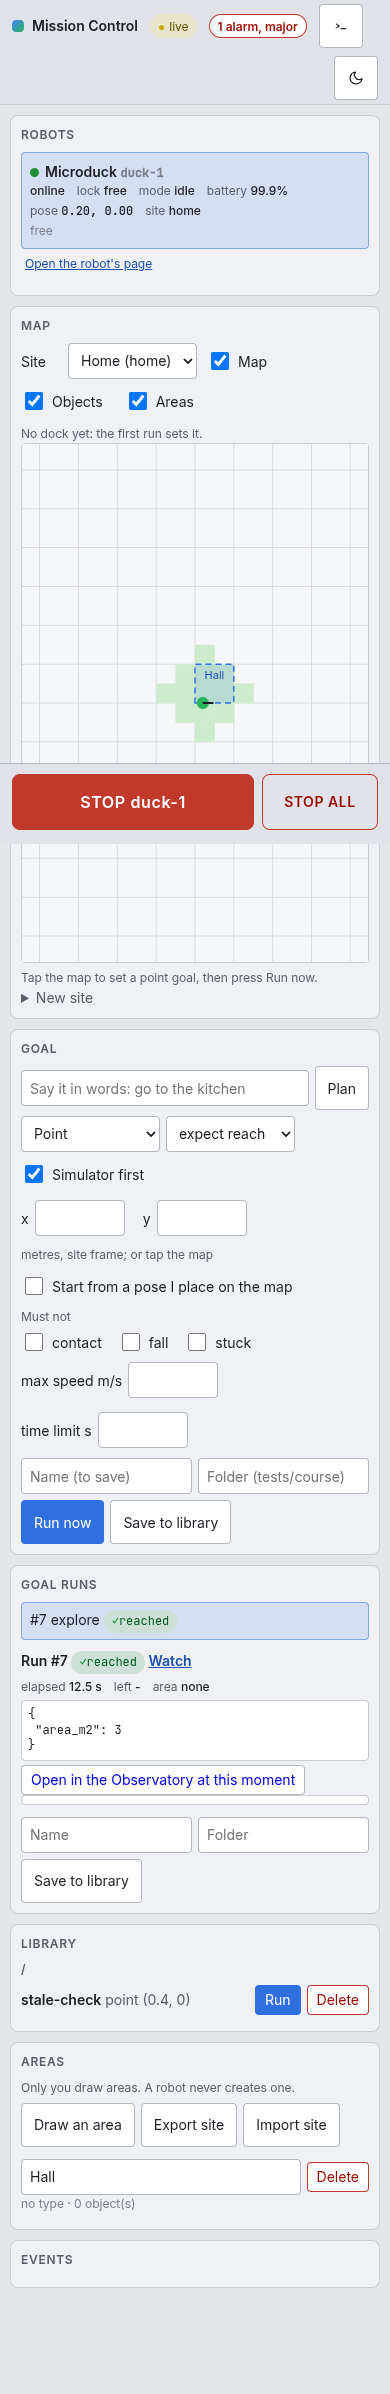 Mission Control
live
1 alarm, major
>_
ROBOTS
Microduck duck-1
online lock free mode idle battery 99.9%
pose 0.20, 0.00 site home
free
Open the robot's page
MAP
Site Home (home) Map
Objects Areas
No dock yet: the first run sets it.
Hall
STOP duck-1
STOP ALL
Tap the map to set a point goal, then press Run now.
New site
GOAL
Say it in words: go to the kitchen
Plan
Point expect reach
Simulator first
x y
metres, site frame; or tap the map
Start from a pose I place on the map
Must not
contact fall stuck
max speed m/s
time limit s
Name (to save) Folder (tests/course)
Run now Save to library
GOAL RUNS
#7 explore ✓reached
Run #7 ✓reached Watch
elapsed 12.5 s left - area none
{
"area_m2": 3
}
Open in the Observatory at this moment
Name Folder
Save to library
LIBRARY
/
stale-check point (0.4, 0) Run Delete
AREAS
Only you draw areas. A robot never creates one.
Draw an area Export site Import site
Hall Delete
no type · 0 object(s)
EVENTS